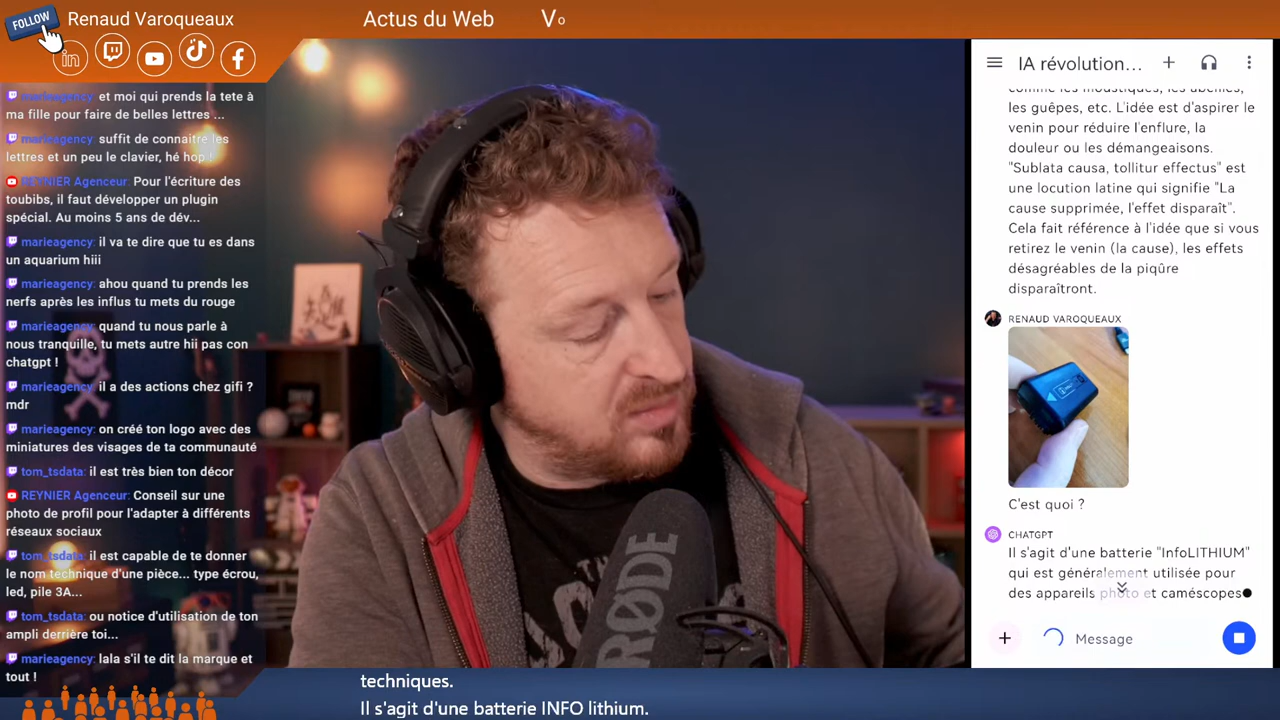 FOLLOW
Renaud Varoqueaux
Actus du Web
Vo
marieagency: et moi qui prends la tete à
ma fille pour faire de belles lettres ...
marieagency: suffit de connaitre les
lettres et un peu le clavier, hé hop !
REYNIER Agenceur: Pour l'écriture des
toubibs, il faut développer un plugin
spécial. Au moins 5 ans de dév...
marieagency: il va te dire que tu es dans
un aquarium hiii
marieagency: ahou quand tu prends les
nerfs après les influs tu mets du rouge
marieagency: quand tu nous parle à
nous tranquille, tu mets autre hii pas con
chatgpt !
marieagency: il a des actions chez gifi ?
mdr
marieagency: on créé ton logo avec des
miniatures des visages de ta communauté
tom_tsdata: il est très bien ton décor
REYNIER Agenceur: Conseil sur une
photo de profil pour l'adapter à différents
réseaux sociaux
tom_tsdata: il est capable de te donner
le nom technique d'une pièce... type écrou,
led, pile 3A...
tom_tsdata: ou notice d'utilisation de ton
ampli derrière toi...
marieagency: lala s'il te dit la marque et
tout !
RØDE
IA révolution...
comme les moustiques, les abeilles,
les guêpes, etc. L'idée est d'aspirer le
venin pour réduire l'enflure, la
douleur ou les démangeaisons.
"Sublata causa, tollitur effectus" est
une locution latine qui signifie "La
cause supprimée, l'effet disparaît".
Cela fait référence à l'idée que si vous
retirez le venin (la cause), les effets
désagréables de la piqûre
disparaîtront.
RENAUD VAROQUEAUX
C'est quoi ?
CHATGPT
Il s'agit d'une batterie "InfoLITHIUM"
qui est généralement utilisée pour
des appareils photo et caméscopes
Message
techniques.
Il s'agit d'une batterie INFO lithium.